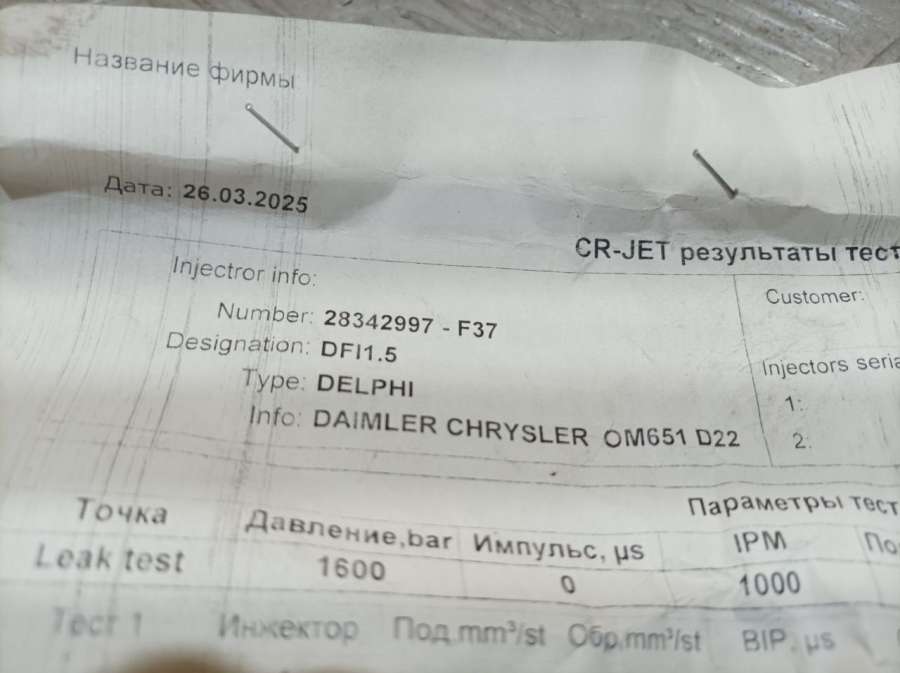 Название фирмы
Дата: 26.03.2025
CR-JET результаты тест
Injectror info:
Number: 28342997 - F37
Designation: DFI1.5
Type: DELPHI
Info: DAIMLER CHRYSLER OM651 D22
Customer:
Injectors seria
1:
2:
Параметры тест
Точка Давление,bar Импульс, µs IPM По
Leak test 1600 0 1000
Тест 1 Инжектор Под.mm³/st Обр.mm³/st BIP, µs